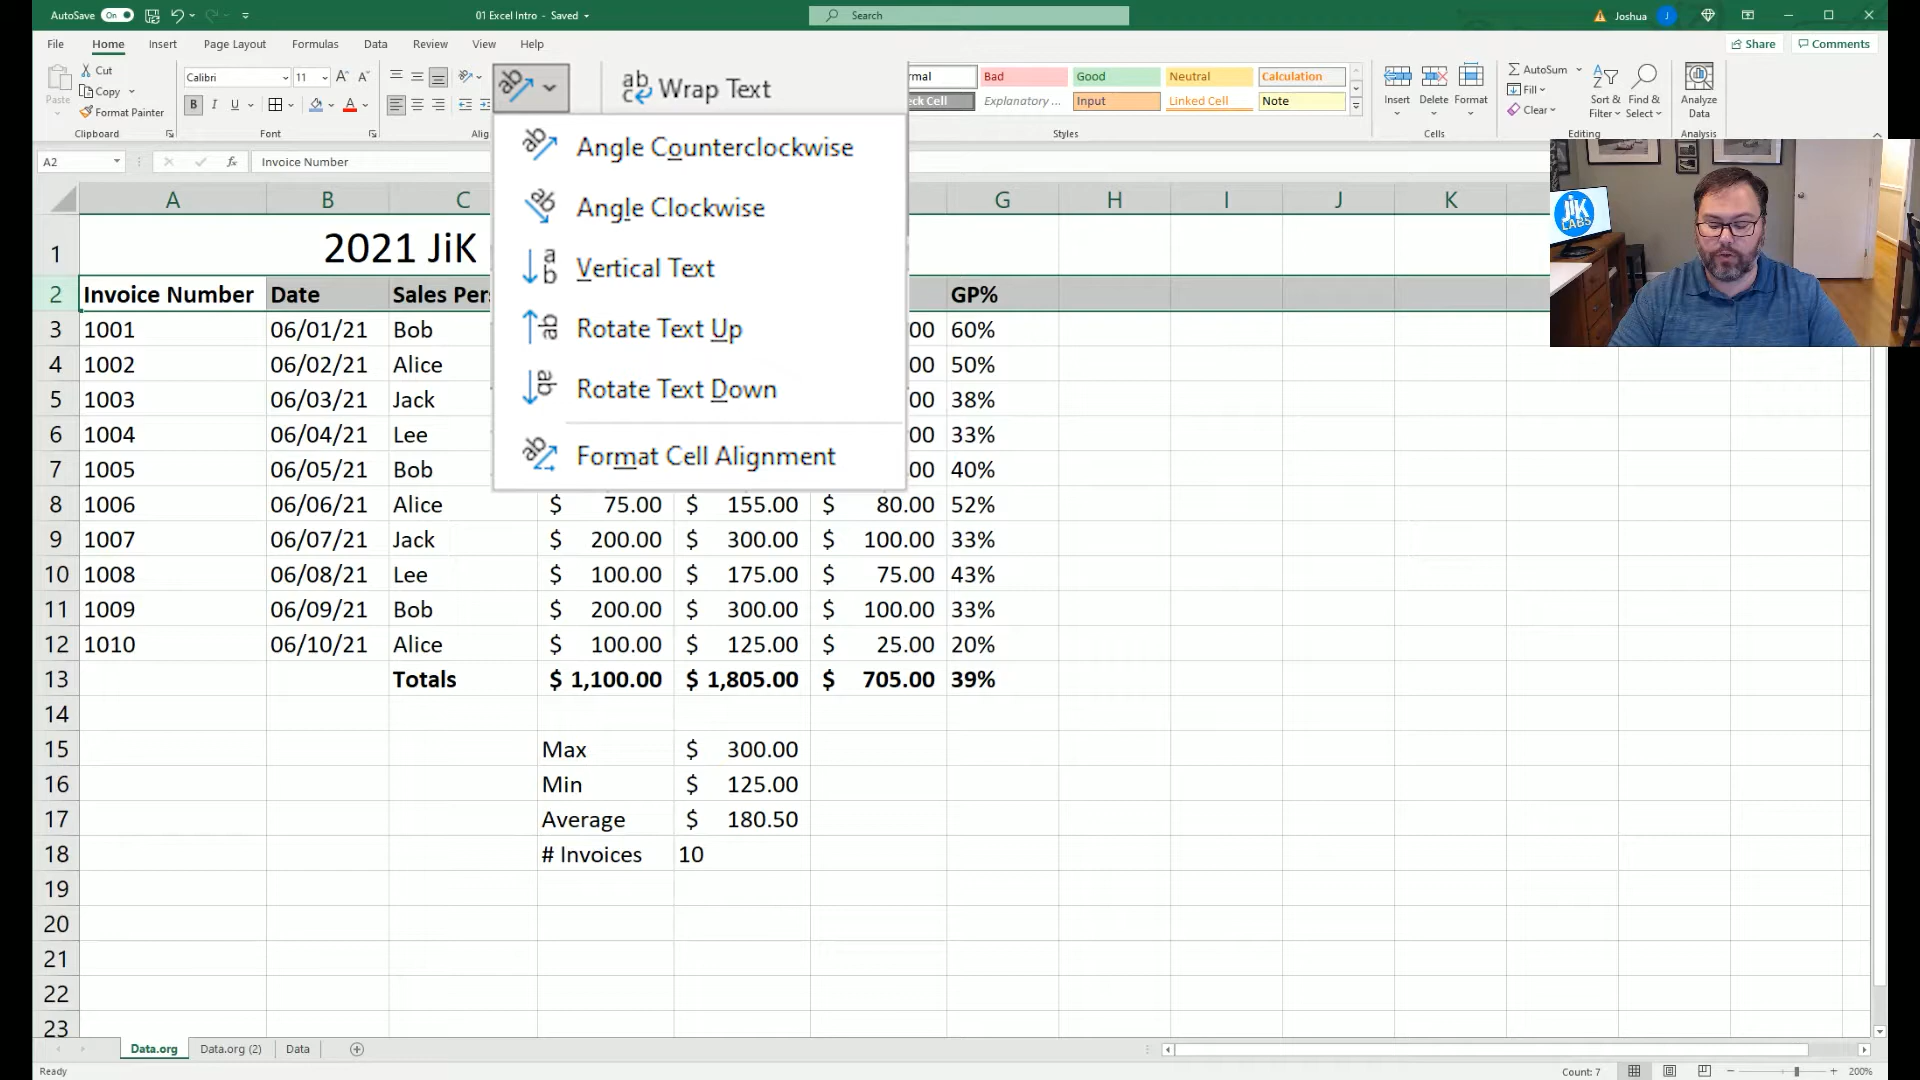 AutoSave On 01 Excel Intro - Saved Search Joshua J
File Home Insert Page Layout Formulas Data Review View Help Share Comments
Paste Cut Copy Format Painter Clipboard
Calibri 11 B I U A Font
Wrap Text
Bad Good Neutral Calculation
Explanatory ... Input Linked Cell Note
Styles
Insert Delete Format Cells
AutoSum Fill Clear Sort & Filter Find & Select Editing
Analyze Data Analysis
A2 fx Invoice Number
Angle Counterclockwise
Angle Clockwise
Vertical Text
Rotate Text Up
Rotate Text Down
Format Cell Alignment
A B C G H I J K
JiK LABS
1 2021 JiK
2 Invoice Number Date Sales Per GP%
3 1001 06/01/21 Bob 00 60%
4 1002 06/02/21 Alice 00 50%
5 1003 06/03/21 Jack 00 38%
6 1004 06/04/21 Lee 00 33%
7 1005 06/05/21 Bob .00 40%
8 1006 06/06/21 Alice $ 75.00 $ 155.00 $ 80.00 52%
9 1007 06/07/21 Jack $ 200.00 $ 300.00 $ 100.00 33%
10 1008 06/08/21 Lee $ 100.00 $ 175.00 $ 75.00 43%
11 1009 06/09/21 Bob $ 200.00 $ 300.00 $ 100.00 33%
12 1010 06/10/21 Alice $ 100.00 $ 125.00 $ 25.00 20%
13 Totals $ 1,100.00 $ 1,805.00 $ 705.00 39%
14
15 Max $ 300.00
16 Min $ 125.00
17 Average $ 180.50
18 # Invoices 10
19
20
21
22
23
Data.org Data.org (2) Data
Ready Count: 7 200%